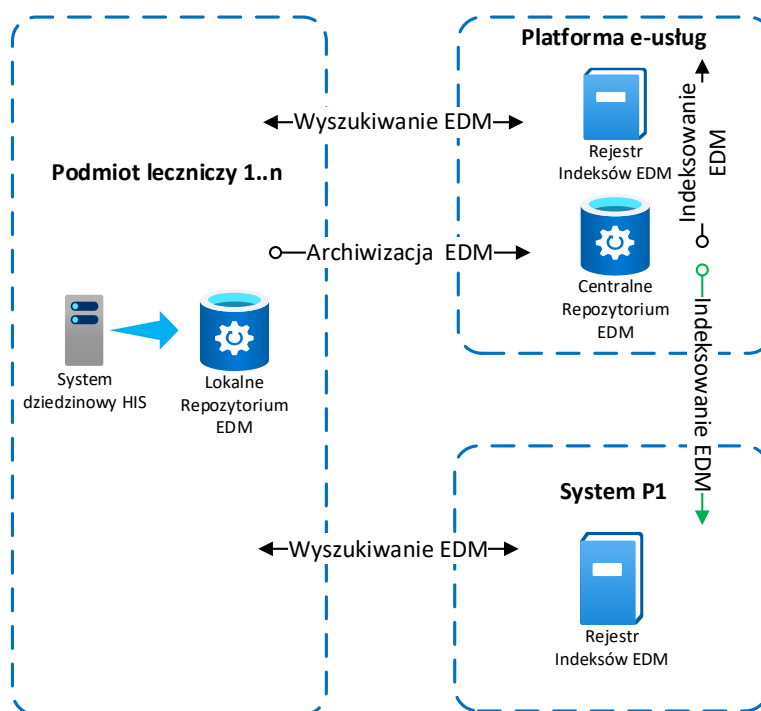 Podmiot leczniczy 1..n
System
dziedzinowy HIS
Lokalne
Repozytorium
EDM
Wyszukiwanie EDM
Archiwizacja EDM
Wyszukiwanie EDM
Platforma e-usług
Rejestr
Indeksów EDM
Centralne
Repozytorium
EDM
Indeksowanie
EDM
Indeksowanie EDM
System P1
Rejestr
Indeksów EDM